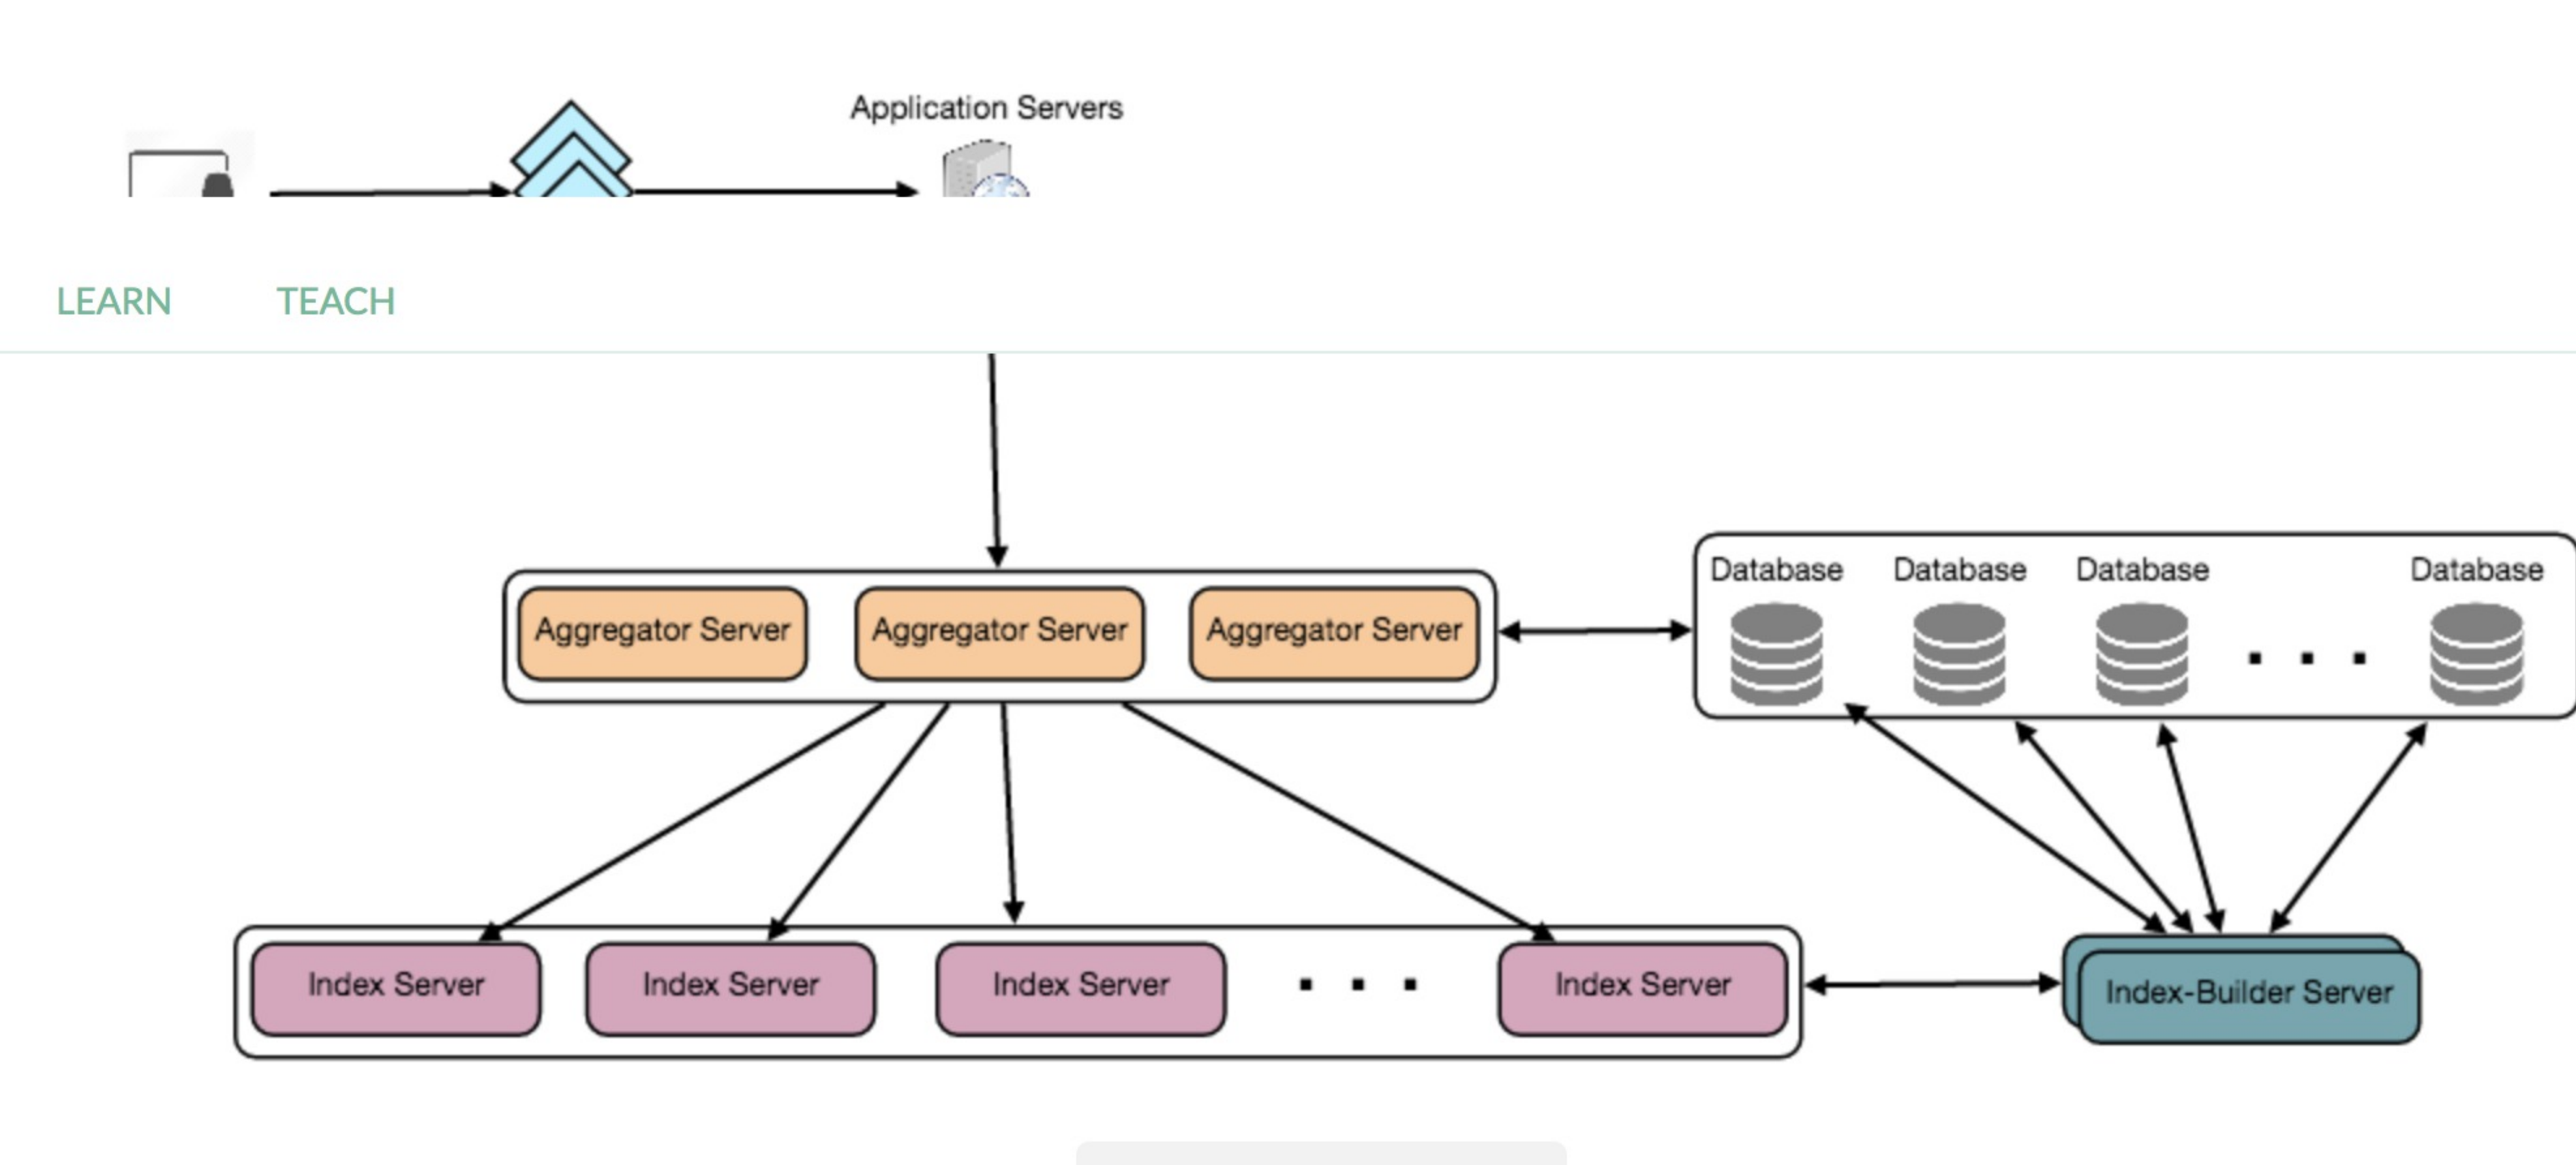 Application Servers
LEARN TEACH
Database Database Database Database
Aggregator Server Aggregator Server Aggregator Server
Index Server Index Server Index Server Index Server
Index-Builder Server